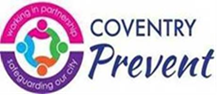 working in partnership
safeguarding our city
COVENTRY
Prevent